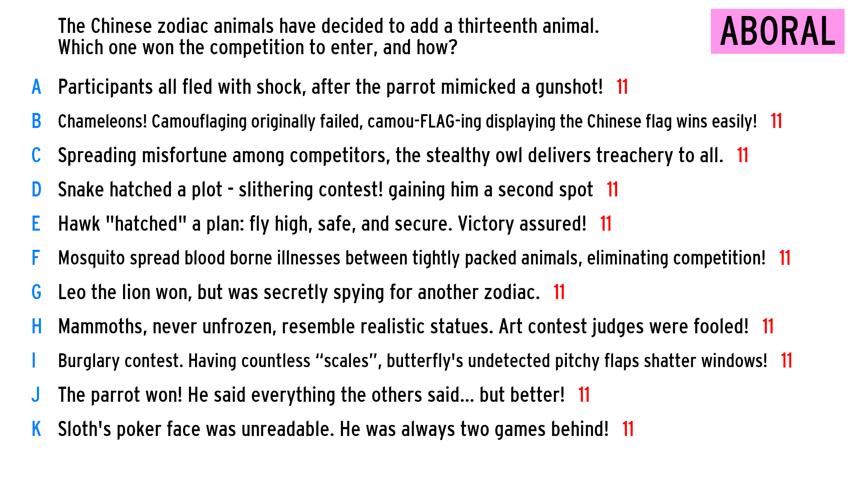 The Chinese zodiac animals have decided to add a thirteenth animal.
Which one won the competition to enter, and how?
ABORAL
A Participants all fled with shock, after the parrot mimicked a gunshot! 11
B Chameleons! Camouflaging originally failed, camou-FLAG-ing displaying the Chinese flag wins easily! 11
C Spreading misfortune among competitors, the stealthy owl delivers treachery to all. 11
D Snake hatched a plot - slithering contest! gaining him a second spot 11
E Hawk "hatched" a plan: fly high, safe, and secure. Victory assured! 11
F Mosquito spread blood borne illnesses between tightly packed animals, eliminating competition! 11
G Leo the lion won, but was secretly spying for another zodiac. 11
H Mammoths, never unfrozen, resemble realistic statues. Art contest judges were fooled! 11
I Burglary contest. Having countless “scales”, butterfly's undetected pitchy flaps shatter windows! 11
J The parrot won! He said everything the others said... but better! 11
K Sloth's poker face was unreadable. He was always two games behind! 11